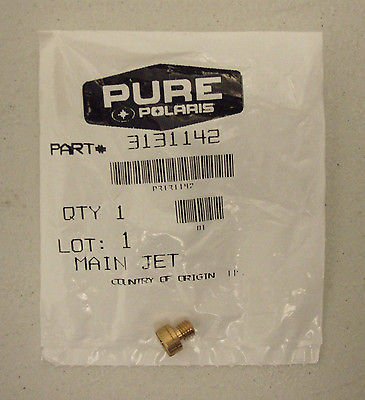 PURE
POLARIS
PART# 3131142
P3131142
QTY 1
01
LOT: 1
MAIN JET
COUNTRY OF ORIGIN